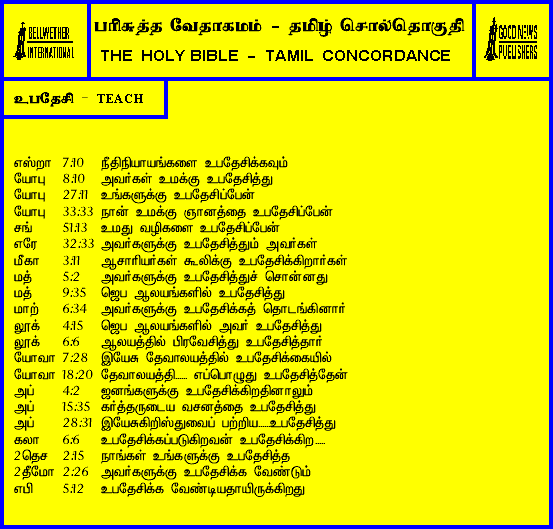 BELLWETHER INTERNATIONAL
பரிசுத்த வேதாகமம் - தமிழ் சொல்தொகுதி
THE HOLY BIBLE - TAMIL CONCORDANCE
GOOD NEWS PUBLISHERS
உபதேசி - TEACH
எஸ்றா 7:10 நீதிநியாயங்களை உபதேசிக்கவும்
யோபு 8:10 அவர்கள் உமக்கு உபதேசித்து
யோபு 27:11 உங்களுக்கு உபதேசிப்பேன்
யோபு 33:33 நான் உமக்கு ஞானத்தை உபதேசிப்பேன்
சங் 51:13 உமது வழிகளை உபதேசிப்பேன்
எரே 32:33 அவர்களுக்கு உபதேசித்தும் அவர்கள்
மீகா 3:11 ஆசாரியர்கள் கூலிக்கு உபதேசிக்கிறார்கள்
மத் 5:2 அவர்களுக்கு உபதேசித்துச் சொன்னது
மத் 9:35 ஜெப ஆலயங்களில் உபதேசித்து
மாற் 6:34 அவர்களுக்கு உபதேசிக்கத் தொடங்கினார்
லூக் 4:15 ஜெப ஆலயங்களில் அவர் உபதேசித்து
லூக் 6:6 ஆலயத்தில் பிரவேசித்து உபதேசித்தார்
யோவா 7:28 இயேசு தேவாலயத்தில் உபதேசிக்கையில்
யோவா 18:20 தேவாலயத்தி...... எப்பொழுது உபதேசித்தேன்
அப் 4:2 ஜனங்களுக்கு உபதேசிக்கிறதினாலும்
அப் 15:35 கர்த்தருடைய வசனத்தை உபதேசித்து
அப் 28:31 இயேசுகிறிஸ்துவைப் பற்றிய.....உபதேசித்து
கலா 6:6 உபதேசிக்கப்படுகிறவன் உபதேசிக்கிற.....
2தெச 2:15 நாங்கள் உங்களுக்கு உபதேசித்த
2தீமோ 2:26 அவர்களுக்கு உபதேசிக்க வேண்டும்
எபி 5:12 உபதேசிக்க வேண்டியதாயிருக்கிறது